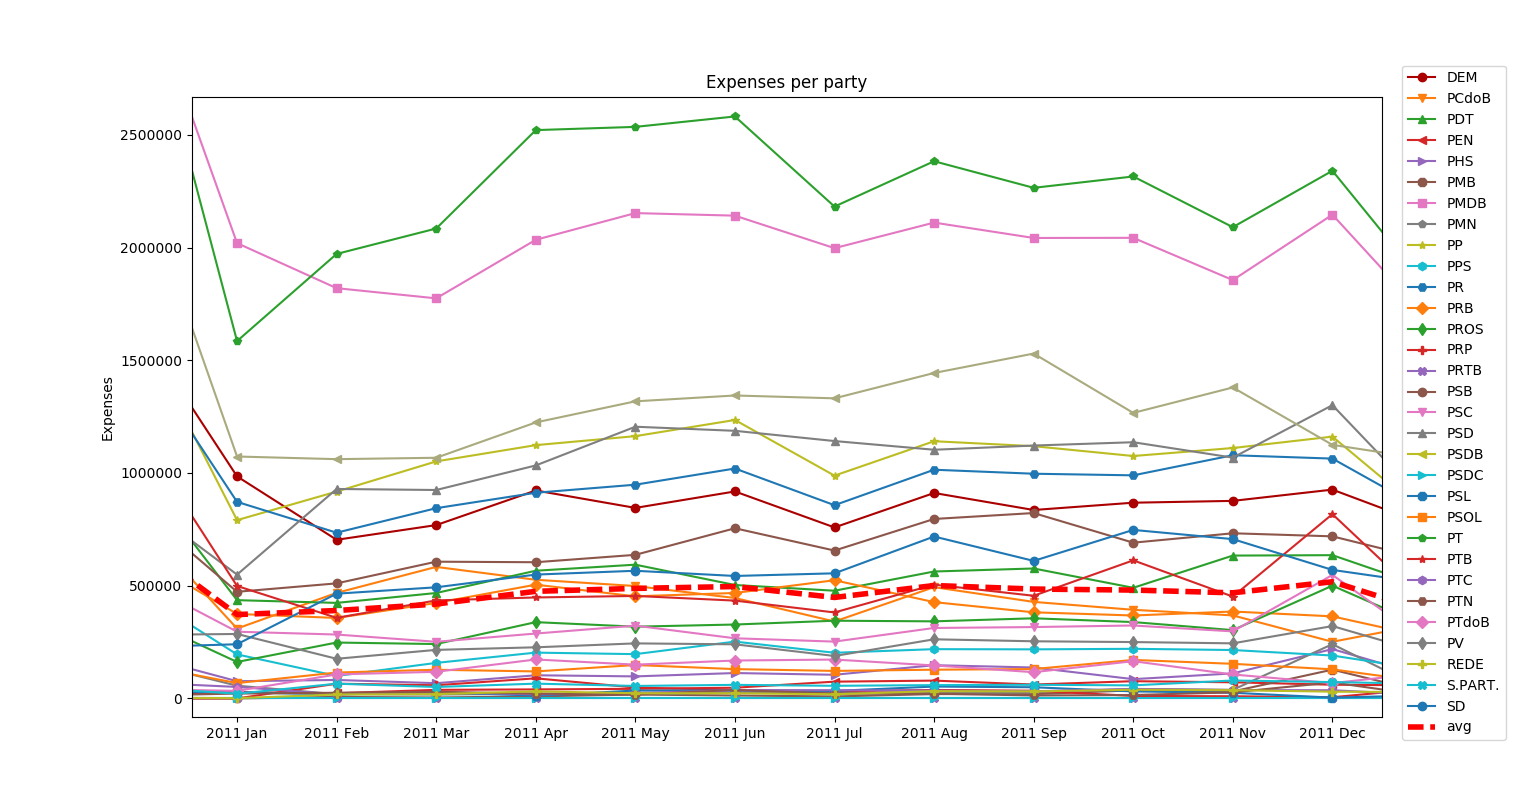 Expenses per party
Expenses
2500000
2000000
1500000
1000000
500000
0
2011 Jan
2011 Feb
2011 Mar
2011 Apr
2011 May
2011 Jun
2011 Jul
2011 Aug
2011 Sep
2011 Oct
2011 Nov
2011 Dec
DEM
PCdoB
PDT
PEN
PHS
PMB
PMDB
PMN
PP
PPS
PR
PRB
PROS
PRP
PRTB
PSB
PSC
PSD
PSDB
PSDC
PSL
PSOL
PT
PTB
PTC
PTN
PTdoB
PV
REDE
S.PART.
SD
avg